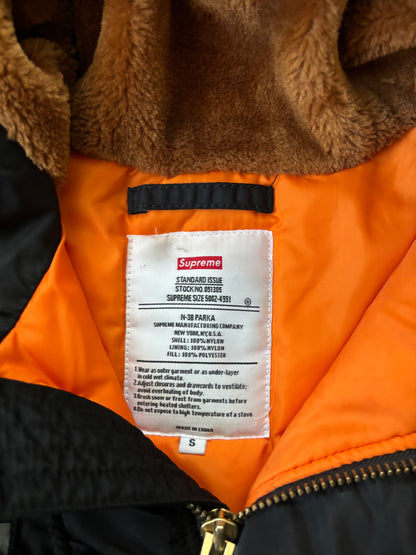 Supreme
STANDARD ISSUE
STOCK NO.051305
SUPREME SIZE 5002-4991
®
N-3B PARKA
SUPREME MANUFACTURING COMPANY
NEW YORK, N.Y., U.S.A.
SHELL: 100% NYLON
LINING: 100% NYLON
FILL: 100% POLYESTER
1.Wear as outer garment or as under-layer
in cold wet climate.
2.Adjust closures and drawcords to ventilate;
avoid overheating of body.
3.Brush snow or frost from garments before
entering heated shelters.
4.Do not expose to high temperature of a stove.
MADE IN CHINA
S